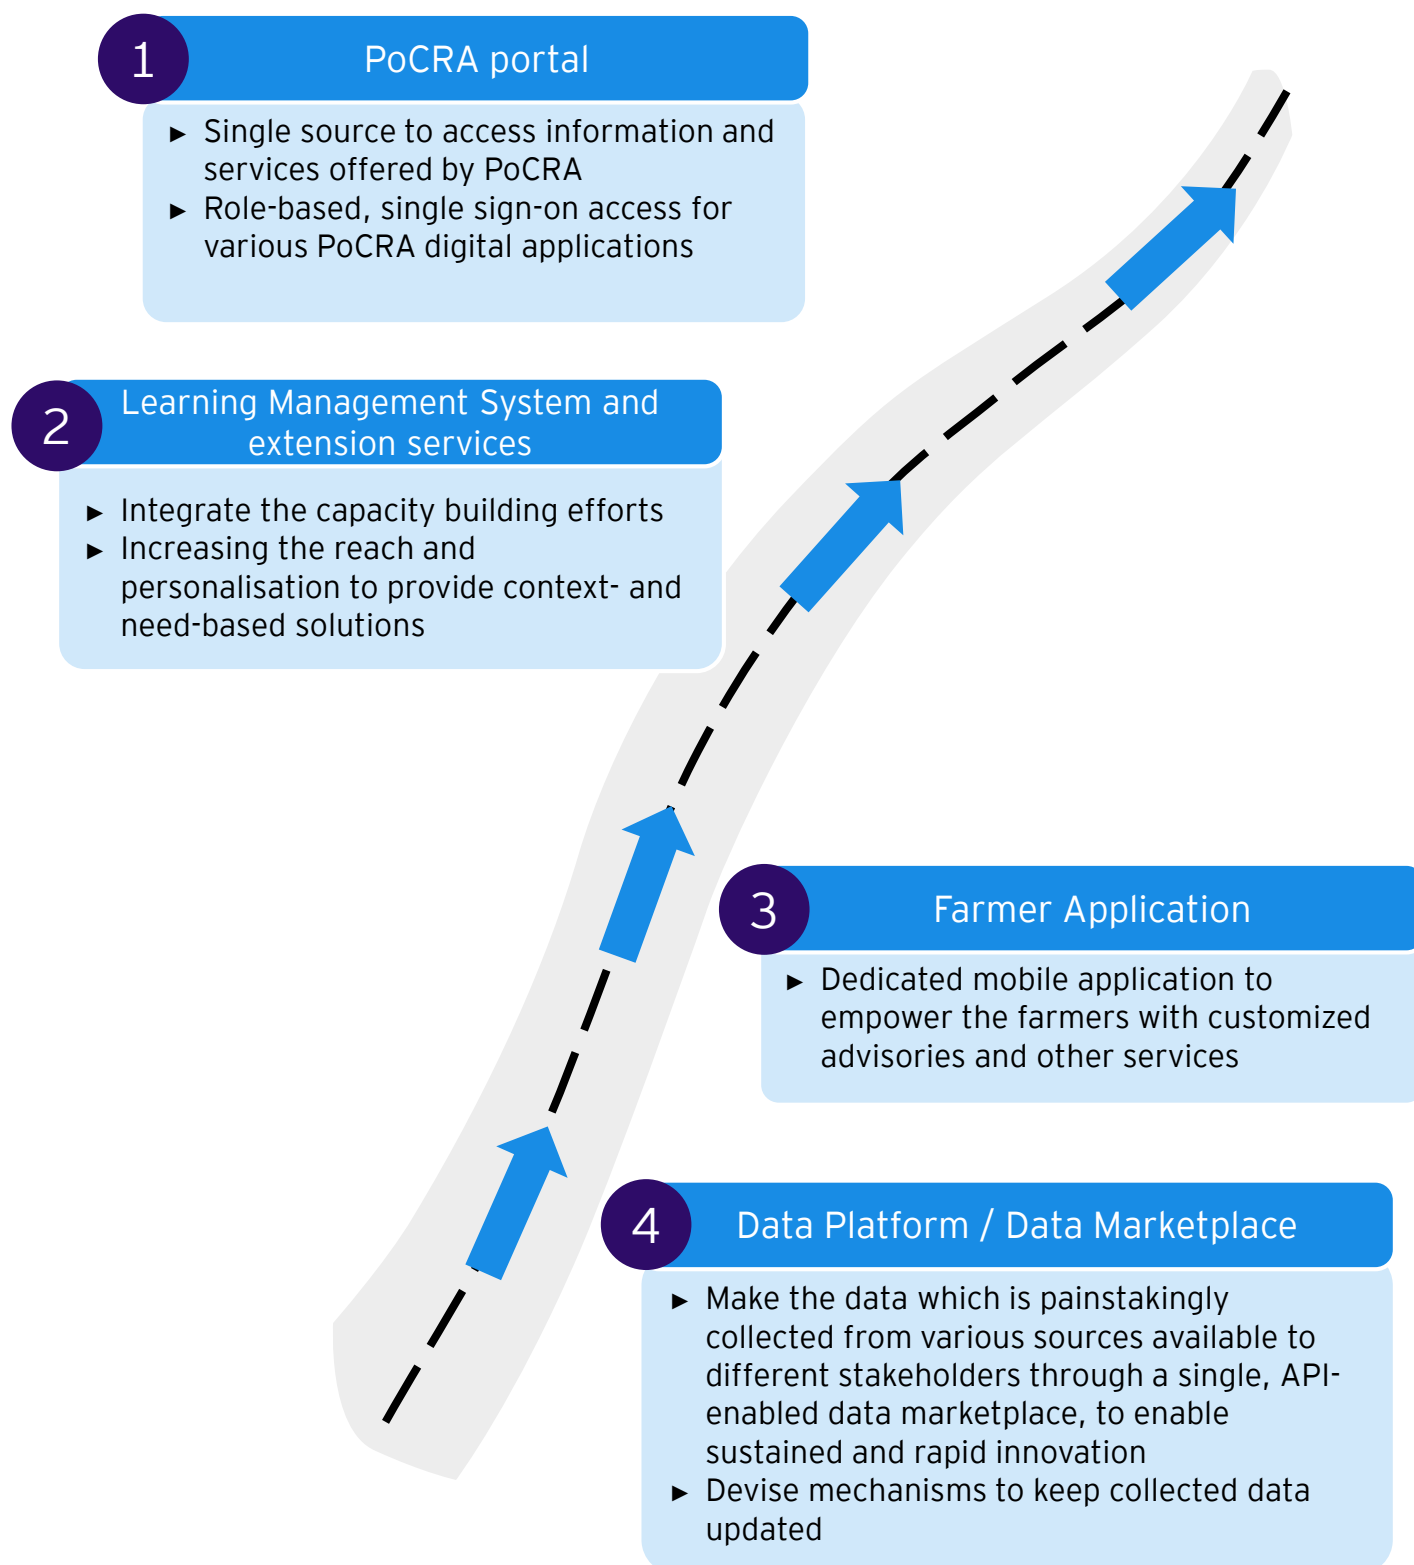 1
PoCRA portal
► Single source to access information and
services offered by PoCRA
► Role-based, single sign-on access for
various PoCRA digital applications
2
Learning Management System and
extension services
► Integrate the capacity building efforts
► Increasing the reach and
personalisation to provide context- and
need-based solutions
3
Farmer Application
► Dedicated mobile application to
empower the farmers with customized
advisories and other services
4
Data Platform / Data Marketplace
► Make the data which is painstakingly
collected from various sources available to
different stakeholders through a single, API-
enabled data marketplace, to enable
sustained and rapid innovation
► Devise mechanisms to keep collected data
updated